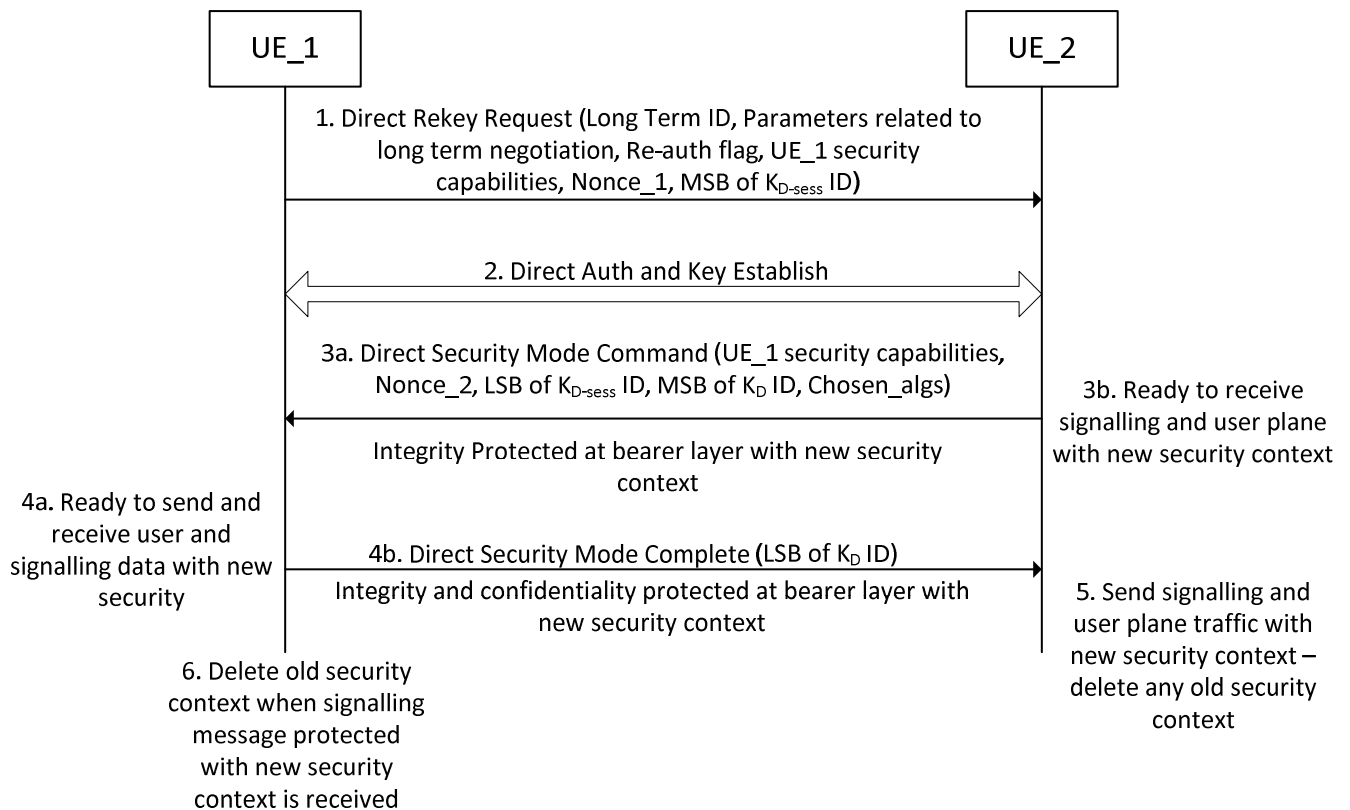 UE_1
UE_2
1. Direct Rekey Request (Long Term ID, Parameters related to
long term negotiation, Re-auth flag, UE_1 security
capabilities, Nonce_1, MSB of KD-sess ID)
2. Direct Auth and Key Establish
3a. Direct Security Mode Command (UE_1 security capabilities,
Nonce_2, LSB of KD-sess ID, MSB of KD ID, Chosen_algs)
Integrity Protected at bearer layer with new security
context
3b. Ready to receive
signalling and user plane
with new security context
4a. Ready to send and
receive user and
signalling data with new
security
4b. Direct Security Mode Complete (LSB of KD ID)
Integrity and confidentiality protected at bearer layer with
new security context
5. Send signalling and
user plane traffic with
new security context –
delete any old security
context
6. Delete old security
context when signalling
message protected
with new security
context is received